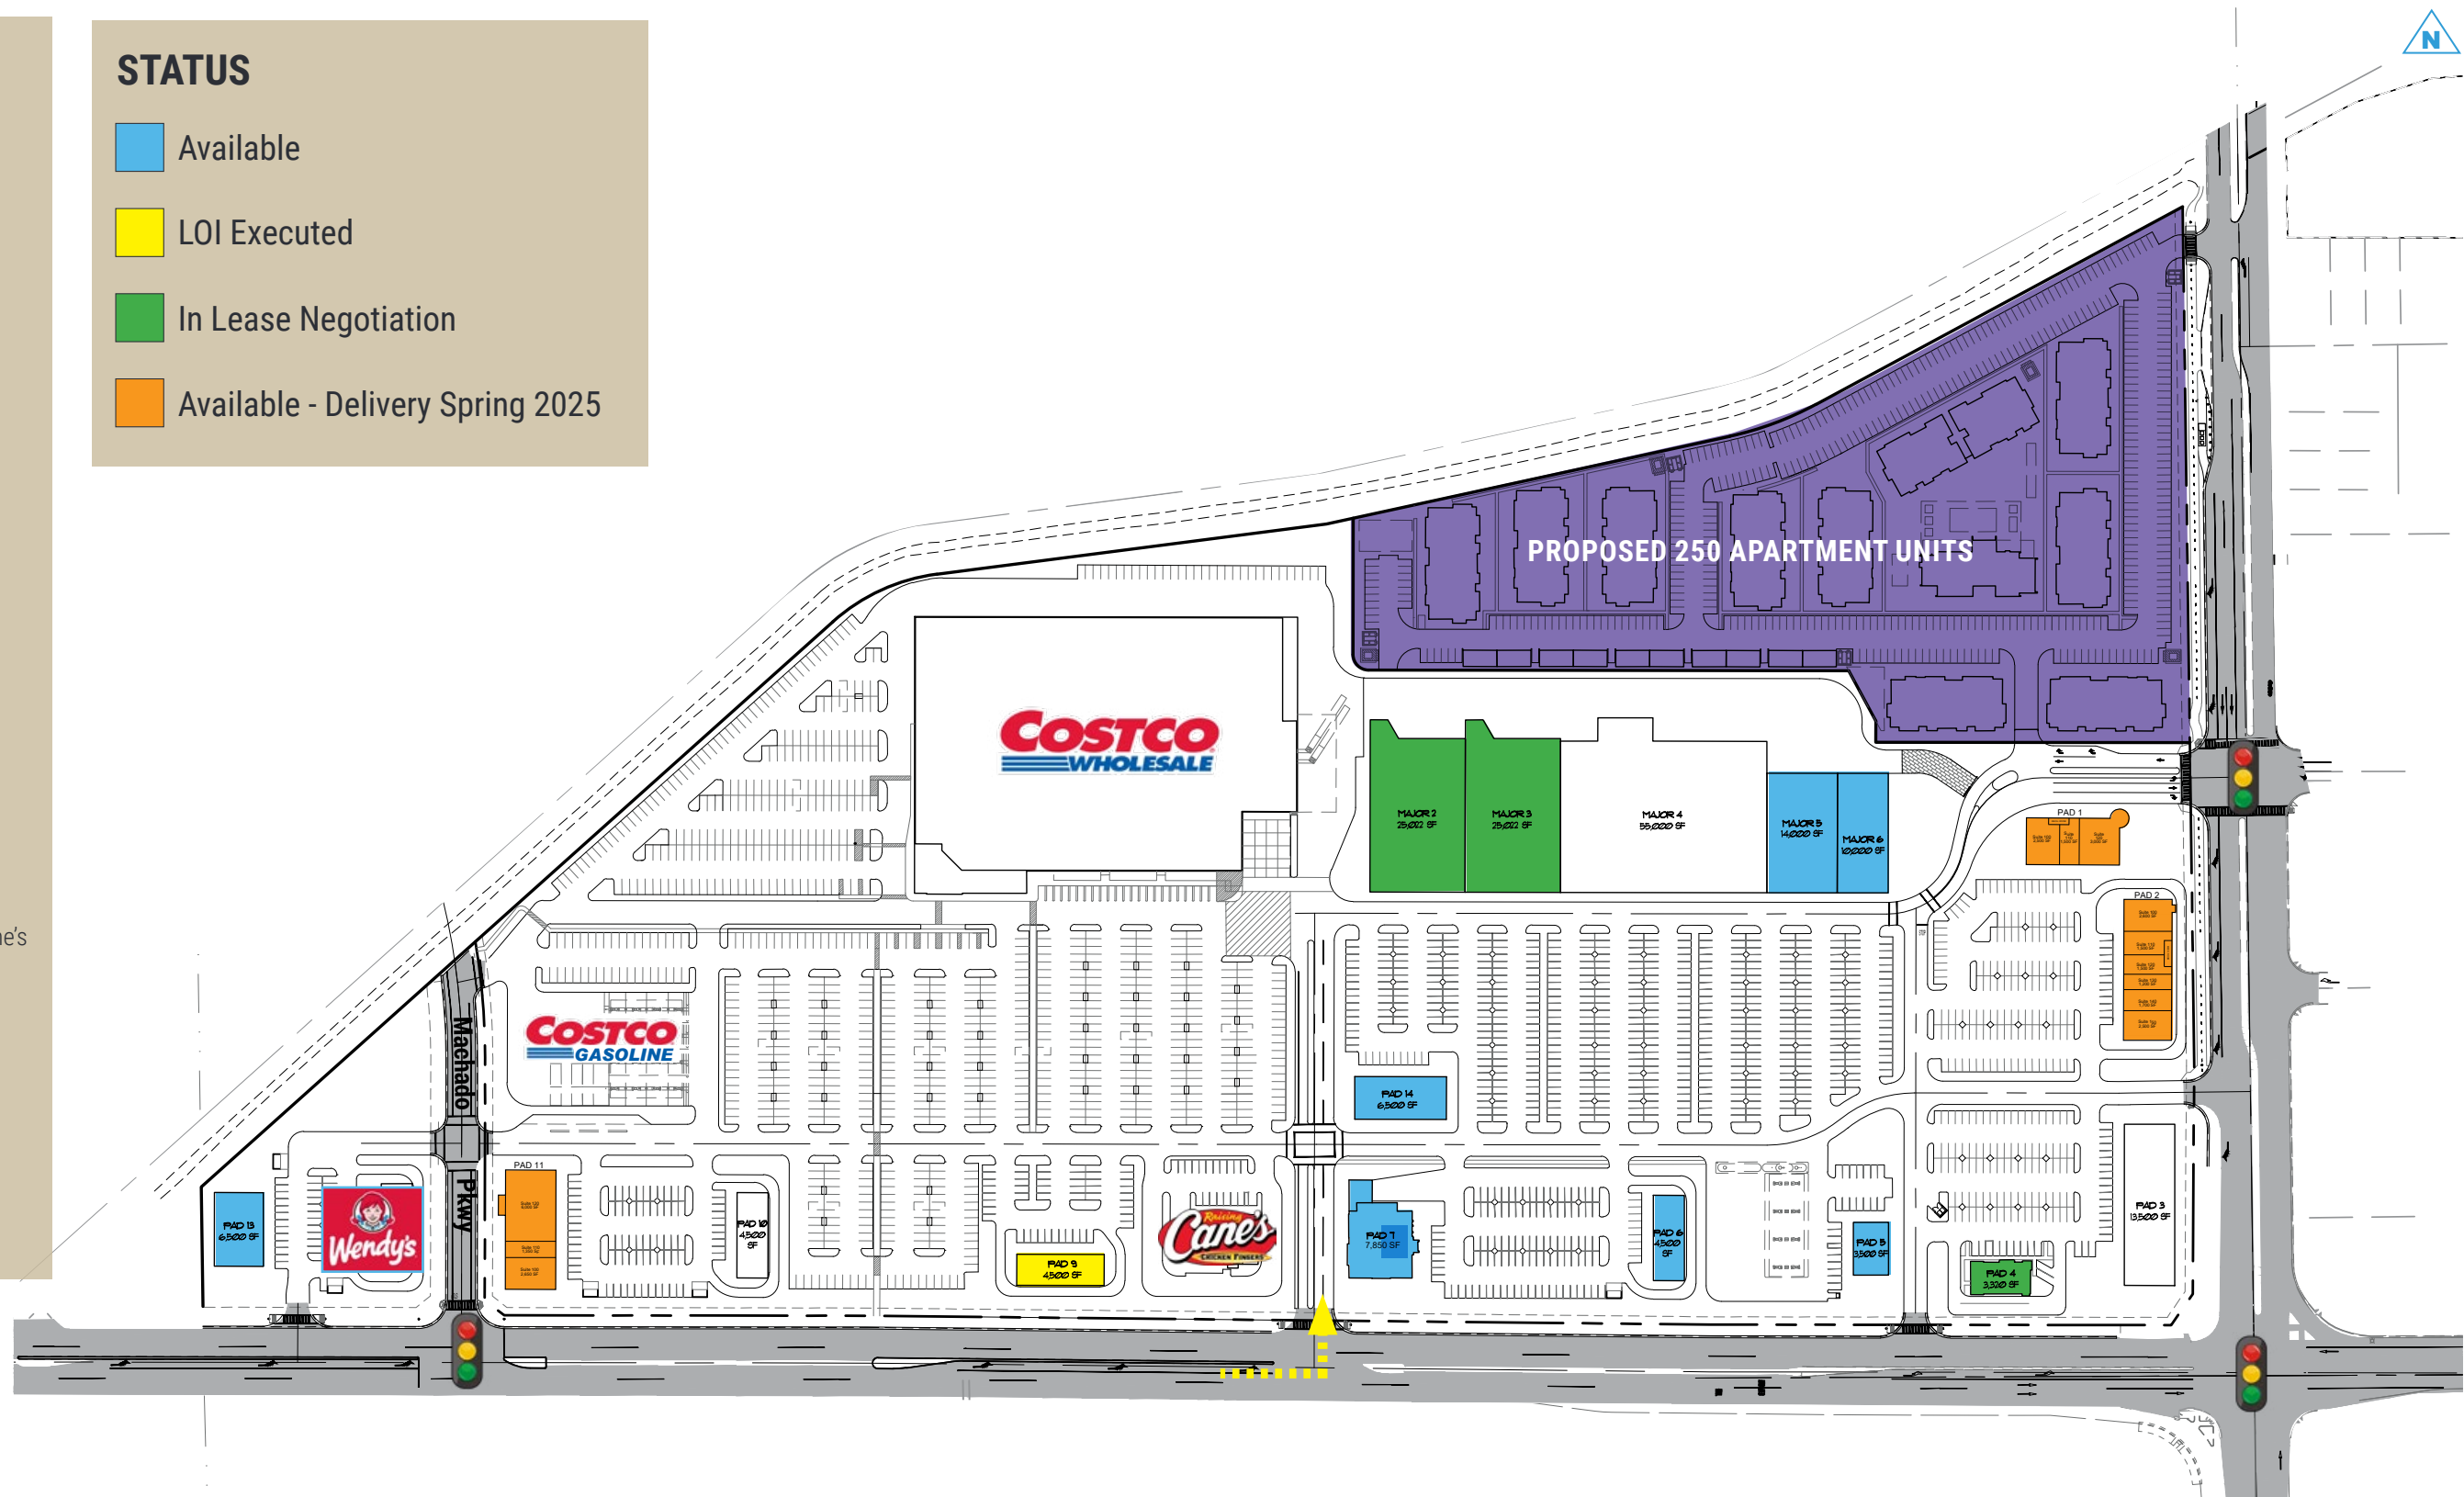 N
STATUS
Available
LOI Executed
In Lease Negotiation
Available - Delivery Spring 2025
ne's
PROPOSED 250 APARTMENT UNITS
COSTCO
WHOLESALE
MAJOR 2
25,022 SF
MAJOR 3
25,022 SF
MAJOR 4
55,000 SF
MAJOR 5
14,000 SF
MAJOR 6
10,000 SF
PAD 1
PAD 2
COSTCO
GASOLINE
Machado
Pkwy
PAD 14
6,500 SF
PAD 11
PAD 13
6,500 SF
Wendy's
PAD 10
4,500
SF
PAD 9
4,500 SF
Raising
Cane's
CHICKEN FINGERS
PAD 7
7,850 SF
PAD 6
4,500
SF
PAD 5
3,500 SF
PAD 4
3,320 SF
PAD 3
13,500 SF